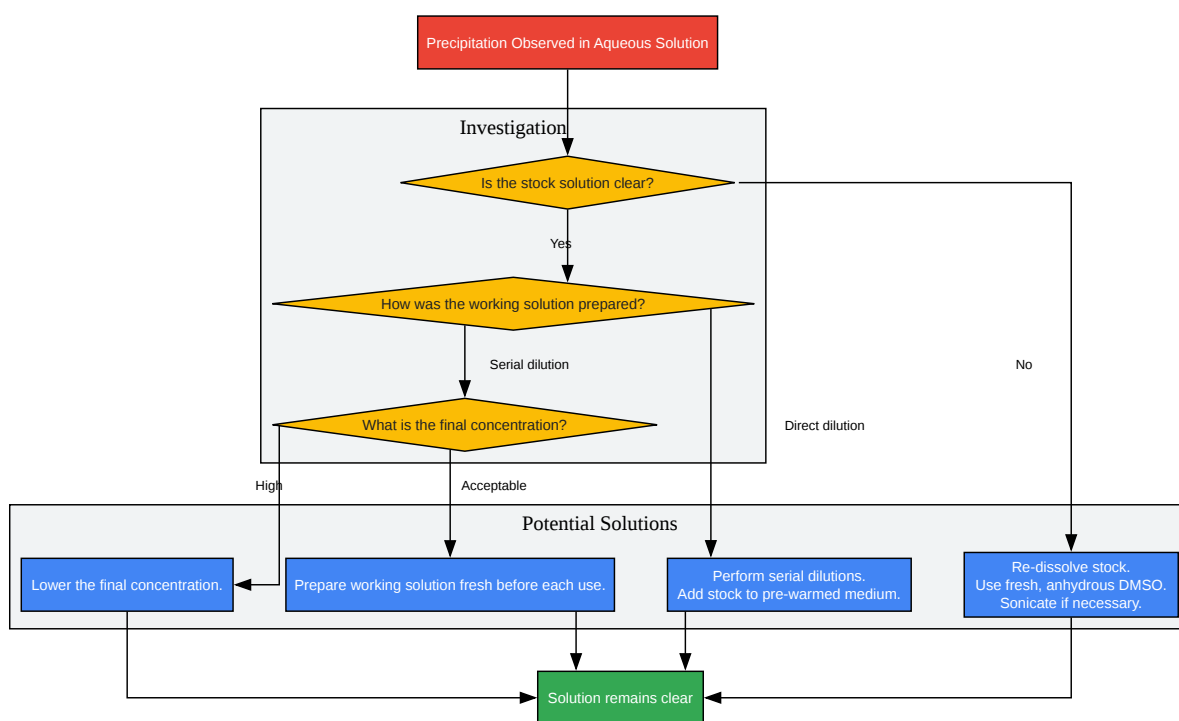 Precipitation Observed in Aqueous Solution
Investigation
Is the stock solution clear?
Yes
How was the working solution prepared?
Serial dilution
No
What is the final concentration?
Direct dilution
High
Acceptable
Potential Solutions
Lower the final concentration.
Prepare working solution fresh before each use.
Perform serial dilutions.
Add stock to pre-warmed medium.
Re-dissolve stock.
Use fresh, anhydrous DMSO.
Sonicate if necessary.
Solution remains clear